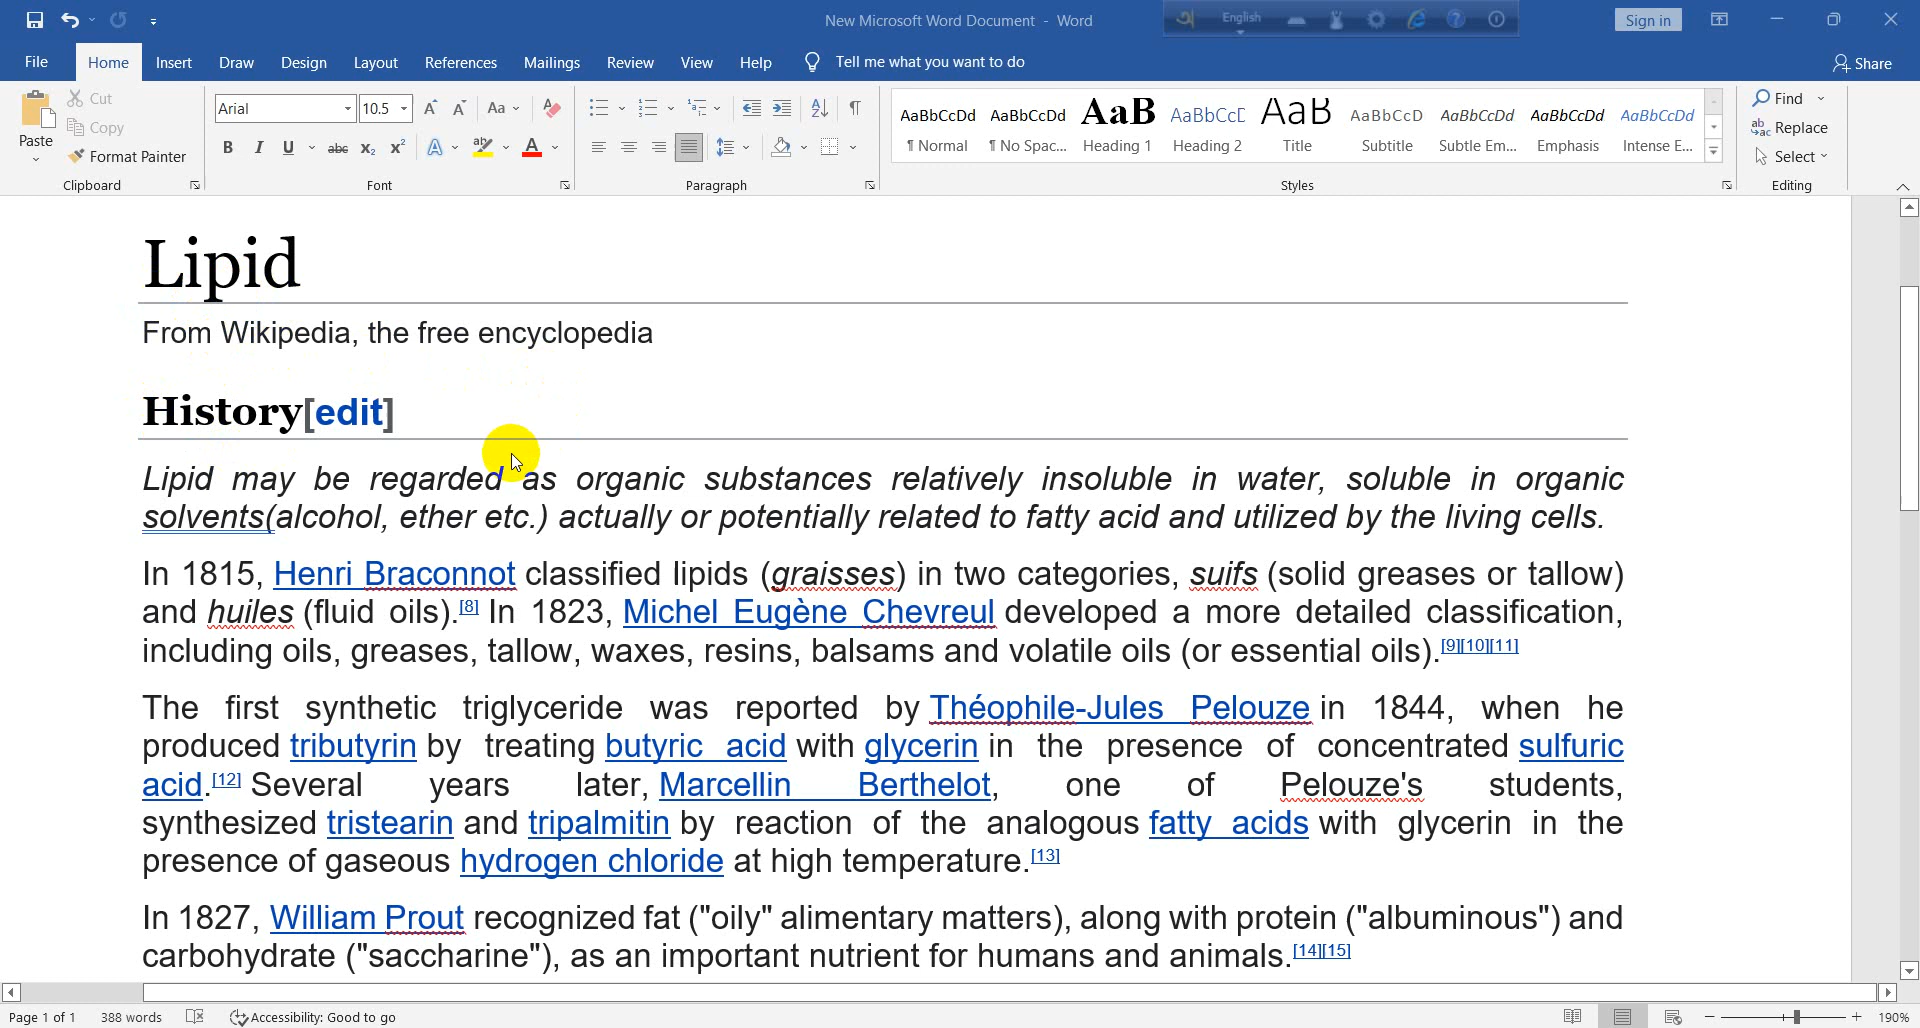 New Microsoft Word Document - Word
English
Sign in
File Home Insert Draw Design Layout References Mailings Review View Help Tell me what you want to do
Share
Paste
Cut
Copy
Format Painter
Clipboard
Arial 10.5
Aa
B I U abc x₂ x² A ab A
Font
Paragraph
AaBbCcDd AaBbCcDd AaB AaBbCcC AaB AaBbCcD AaBbCcDd AaBbCcDd AaBbCcDd
¶ Normal ¶ No Spac... Heading 1 Heading 2 Title Subtitle Subtle Em... Emphasis Intense E...
Styles
Find
Replace
Select
Editing
Lipid
From Wikipedia, the free encyclopedia
History[edit]
Lipid may be regarded as organic substances relatively insoluble in water, soluble in organic
solvents(alcohol, ether etc.) actually or potentially related to fatty acid and utilized by the living cells.
In 1815, Henri Braconnot classified lipids (graisses) in two categories, suifs (solid greases or tallow)
and huiles (fluid oils).[8] In 1823, Michel Eugène Chevreul developed a more detailed classification,
including oils, greases, tallow, waxes, resins, balsams and volatile oils (or essential oils).[9][10][11]
The first synthetic triglyceride was reported by Théophile-Jules Pelouze in 1844, when he
produced tributyrin by treating butyric acid with glycerin in the presence of concentrated sulfuric
acid.[12] Several years later, Marcellin Berthelot, one of Pelouze's students,
synthesized tristearin and tripalmitin by reaction of the analogous fatty acids with glycerin in the
presence of gaseous hydrogen chloride at high temperature.[13]
In 1827, William Prout recognized fat ("oily" alimentary matters), along with protein ("albuminous") and
carbohydrate ("saccharine"), as an important nutrient for humans and animals.[14][15]
Page 1 of 1 388 words Accessibility: Good to go 190%